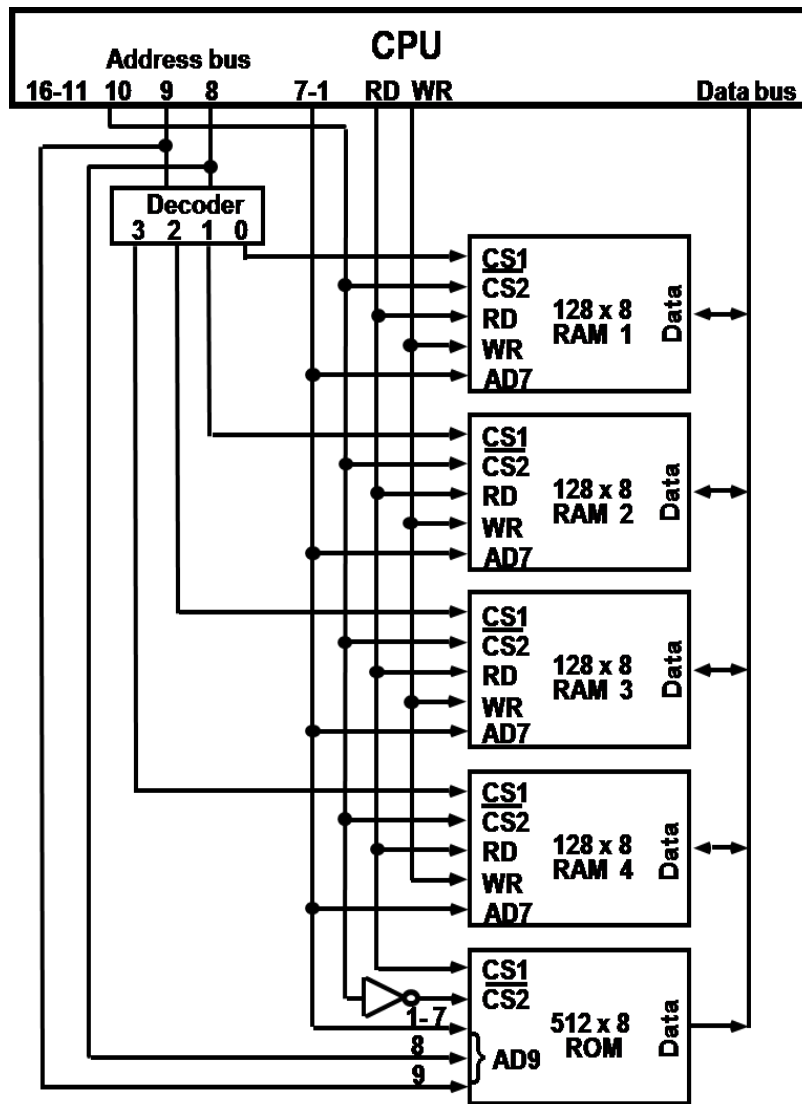 CPU
Address bus
16-11 10 9 8 7-1 RD WR Data bus
Decoder
3 2 1 0
CS1
CS2
RD
WR
AD7
128 x 8
RAM 1
Data
CS1
CS2
RD
WR
AD7
128 x 8
RAM 2
Data
CS1
CS2
RD
WR
AD7
128 x 8
RAM 3
Data
CS1
CS2
RD
WR
AD7
128 x 8
RAM 4
Data
CS1
CS2
1-7
8
9
AD9
512 x 8
ROM
Data